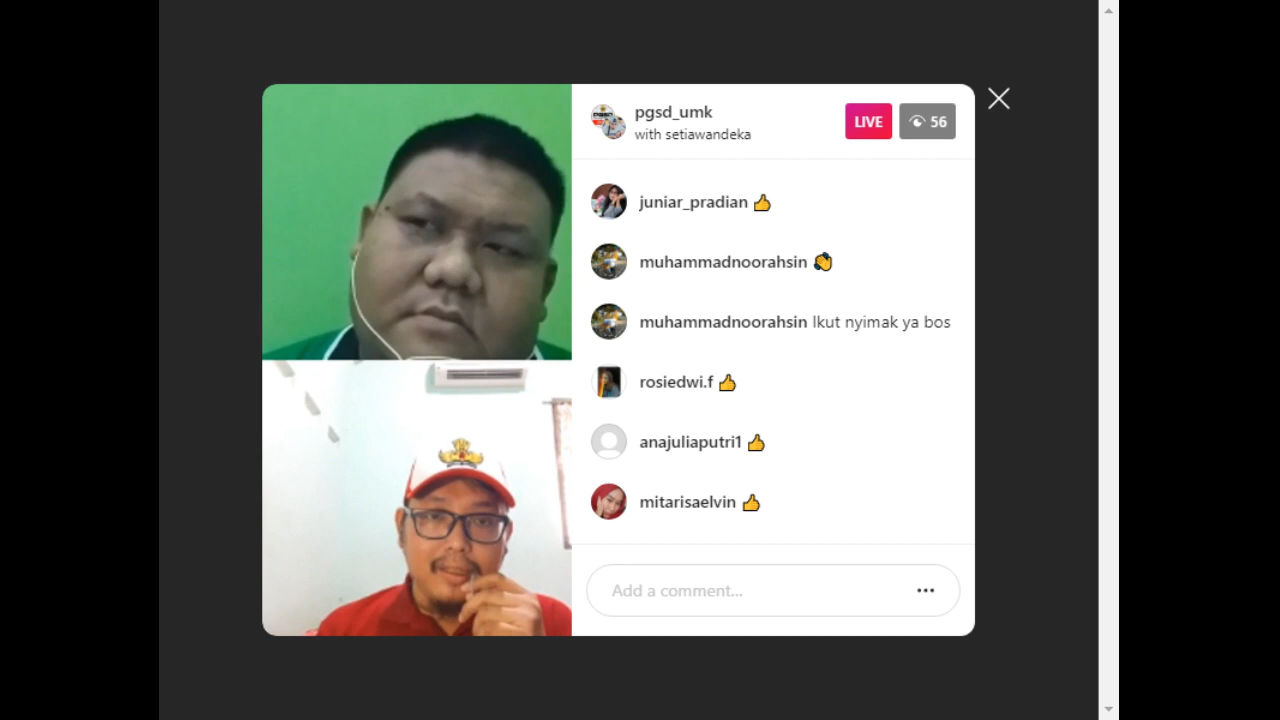 pgsd_umk
with setiawandeka
LIVE
56
juniar_pradian 👍
muhammadnoorahsin 👏
muhammadnoorahsin Ikut nyimak ya bos
rosiedwi.f 👍
anajuliaputri1 👍
mitarisaelvin 👍
Add a comment...